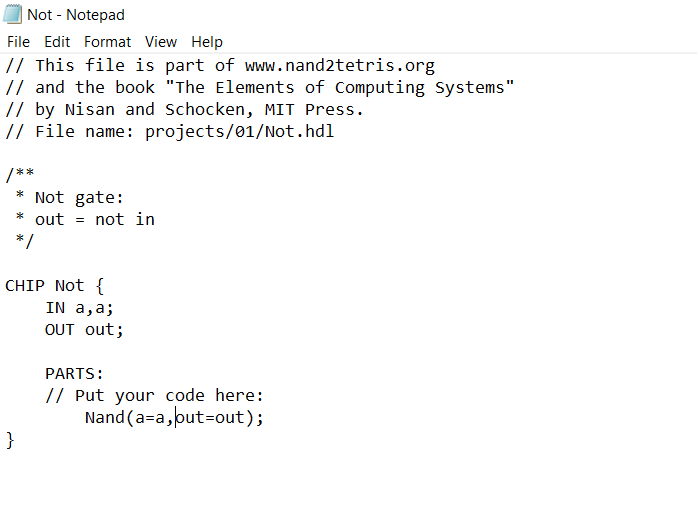 Not - Notepad
File Edit Format View Help
// This file is part of www.nand2tetris.org
// and the book "The Elements of Computing Systems"
// by Nisan and Schocken, MIT Press.
// File name: projects/01/Not.hdl
/**
 * Not gate:
 * out = not in
 */
CHIP Not {
    IN a,a;
    OUT out;
    PARTS:
    // Put your code here:
        Nand(a=a,out=out);
}